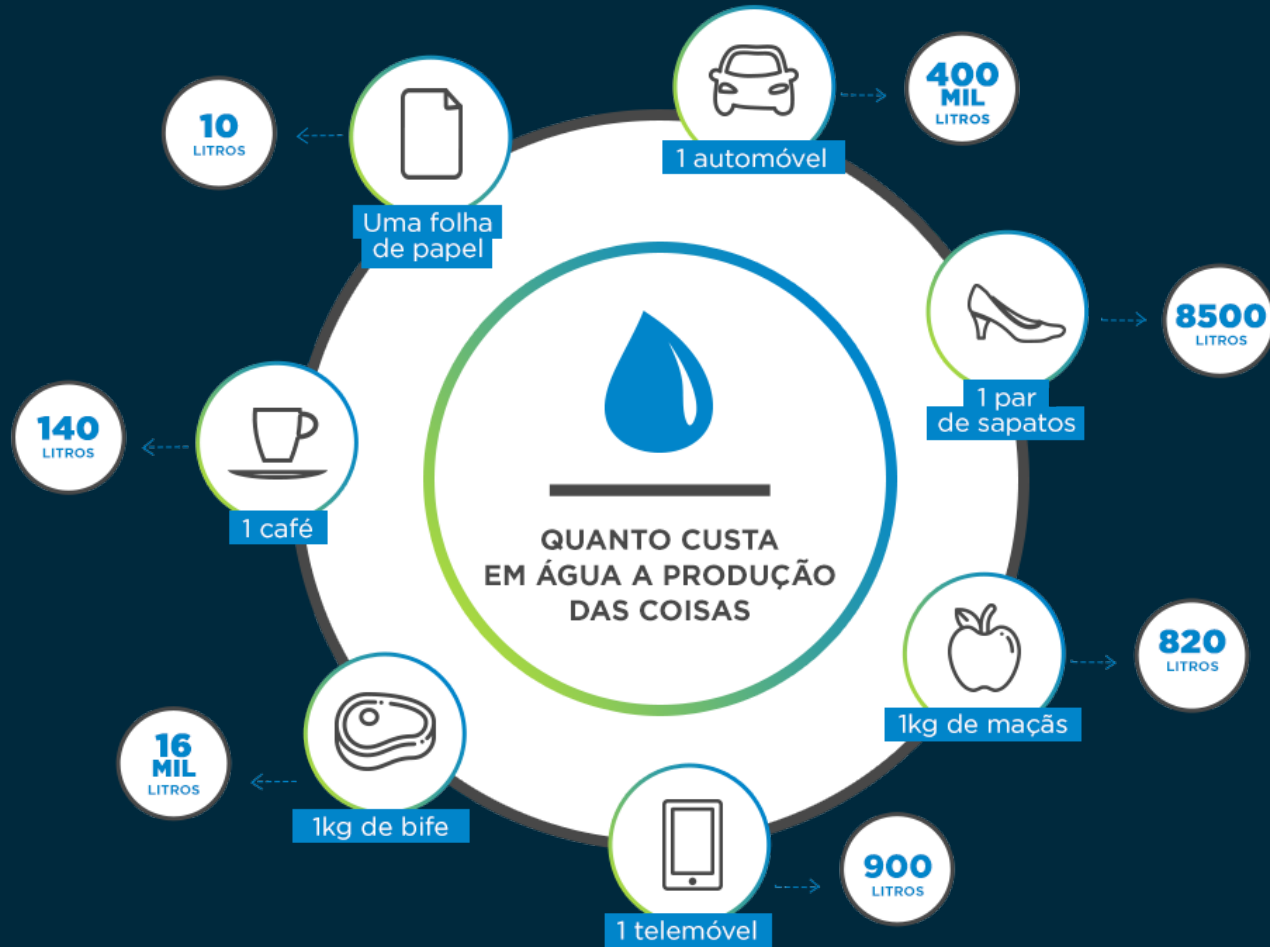 400
MIL
LITROS
1 automóvel
10
LITROS
Uma folha
de papel
8500
LITROS
1 par
de sapatos
140
LITROS
1 café
QUANTO CUSTA
EM ÁGUA A PRODUÇÃO
DAS COISAS
820
LITROS
1kg de maçãs
16
MIL
LITROS
1kg de bife
900
LITROS
1 telemóvel